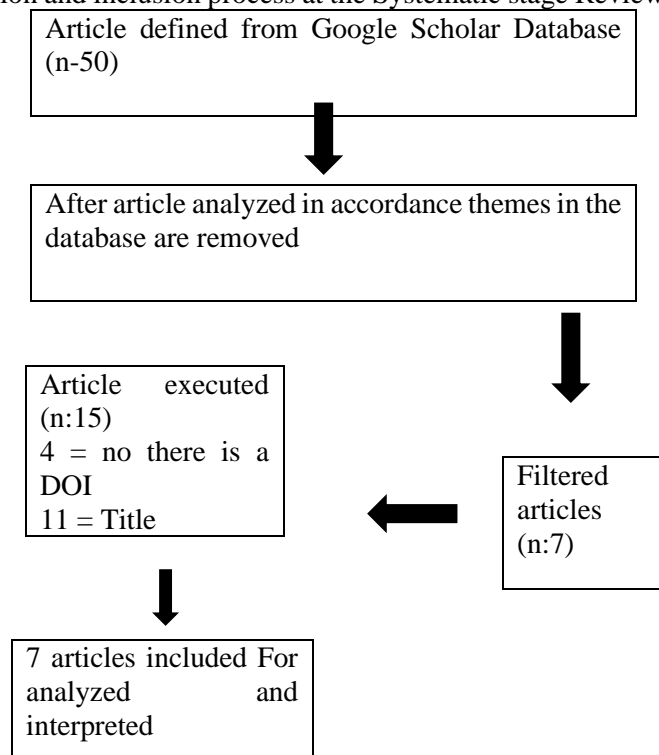 ion and inclusion process at the Systematic stage Review
Article defined from Google Scholar Database
(n-50)
After article analyzed in accordance themes in the
database are removed
Article executed
(n:15)
4 = no there is a
DOI
11 = Title
Filtered
articles
(n:7)
7 articles included For
analyzed and
interpreted